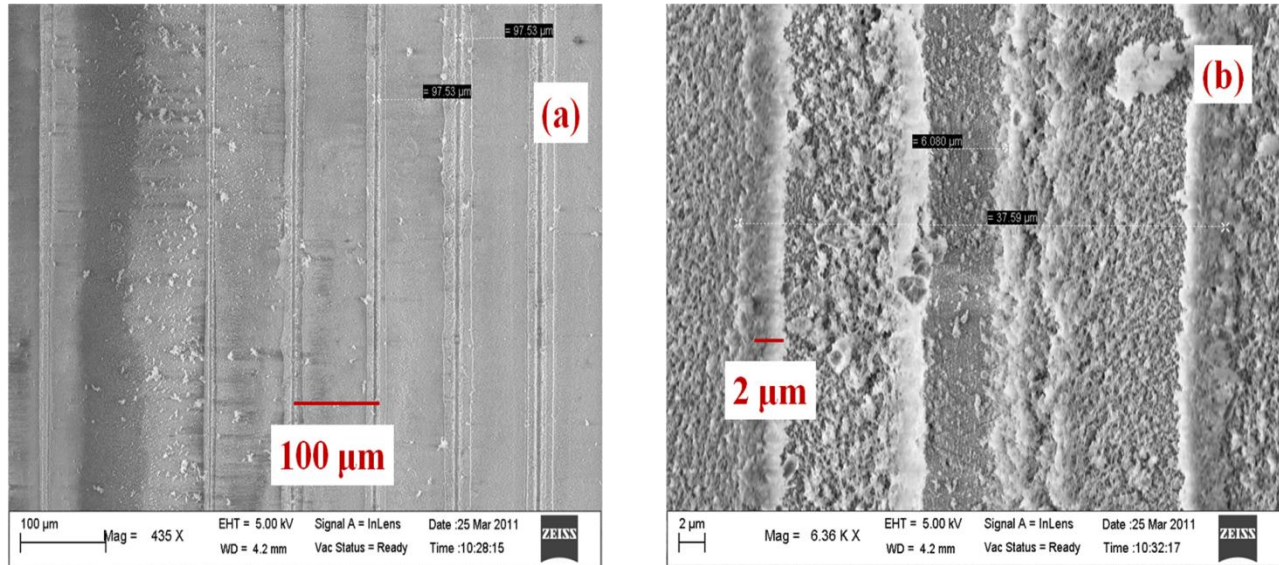 = 97.53 µm
= 97.53 µm
(a)
100 µm
100 µm
Mag = 435 X
EHT = 5.00 kV
WD = 4.2 mm
Signal A = InLens
Vac Status = Ready
Date :25 Mar 2011
Time :10:28:15
ZEISS
(b)
= 6.080 µm
= 37.59 µm
2 µm
2 µm
Mag = 6.36 K X
EHT = 5.00 kV
WD = 4.2 mm
Signal A = InLens
Vac Status = Ready
Date :25 Mar 2011
Time :10:32:17
ZEISS